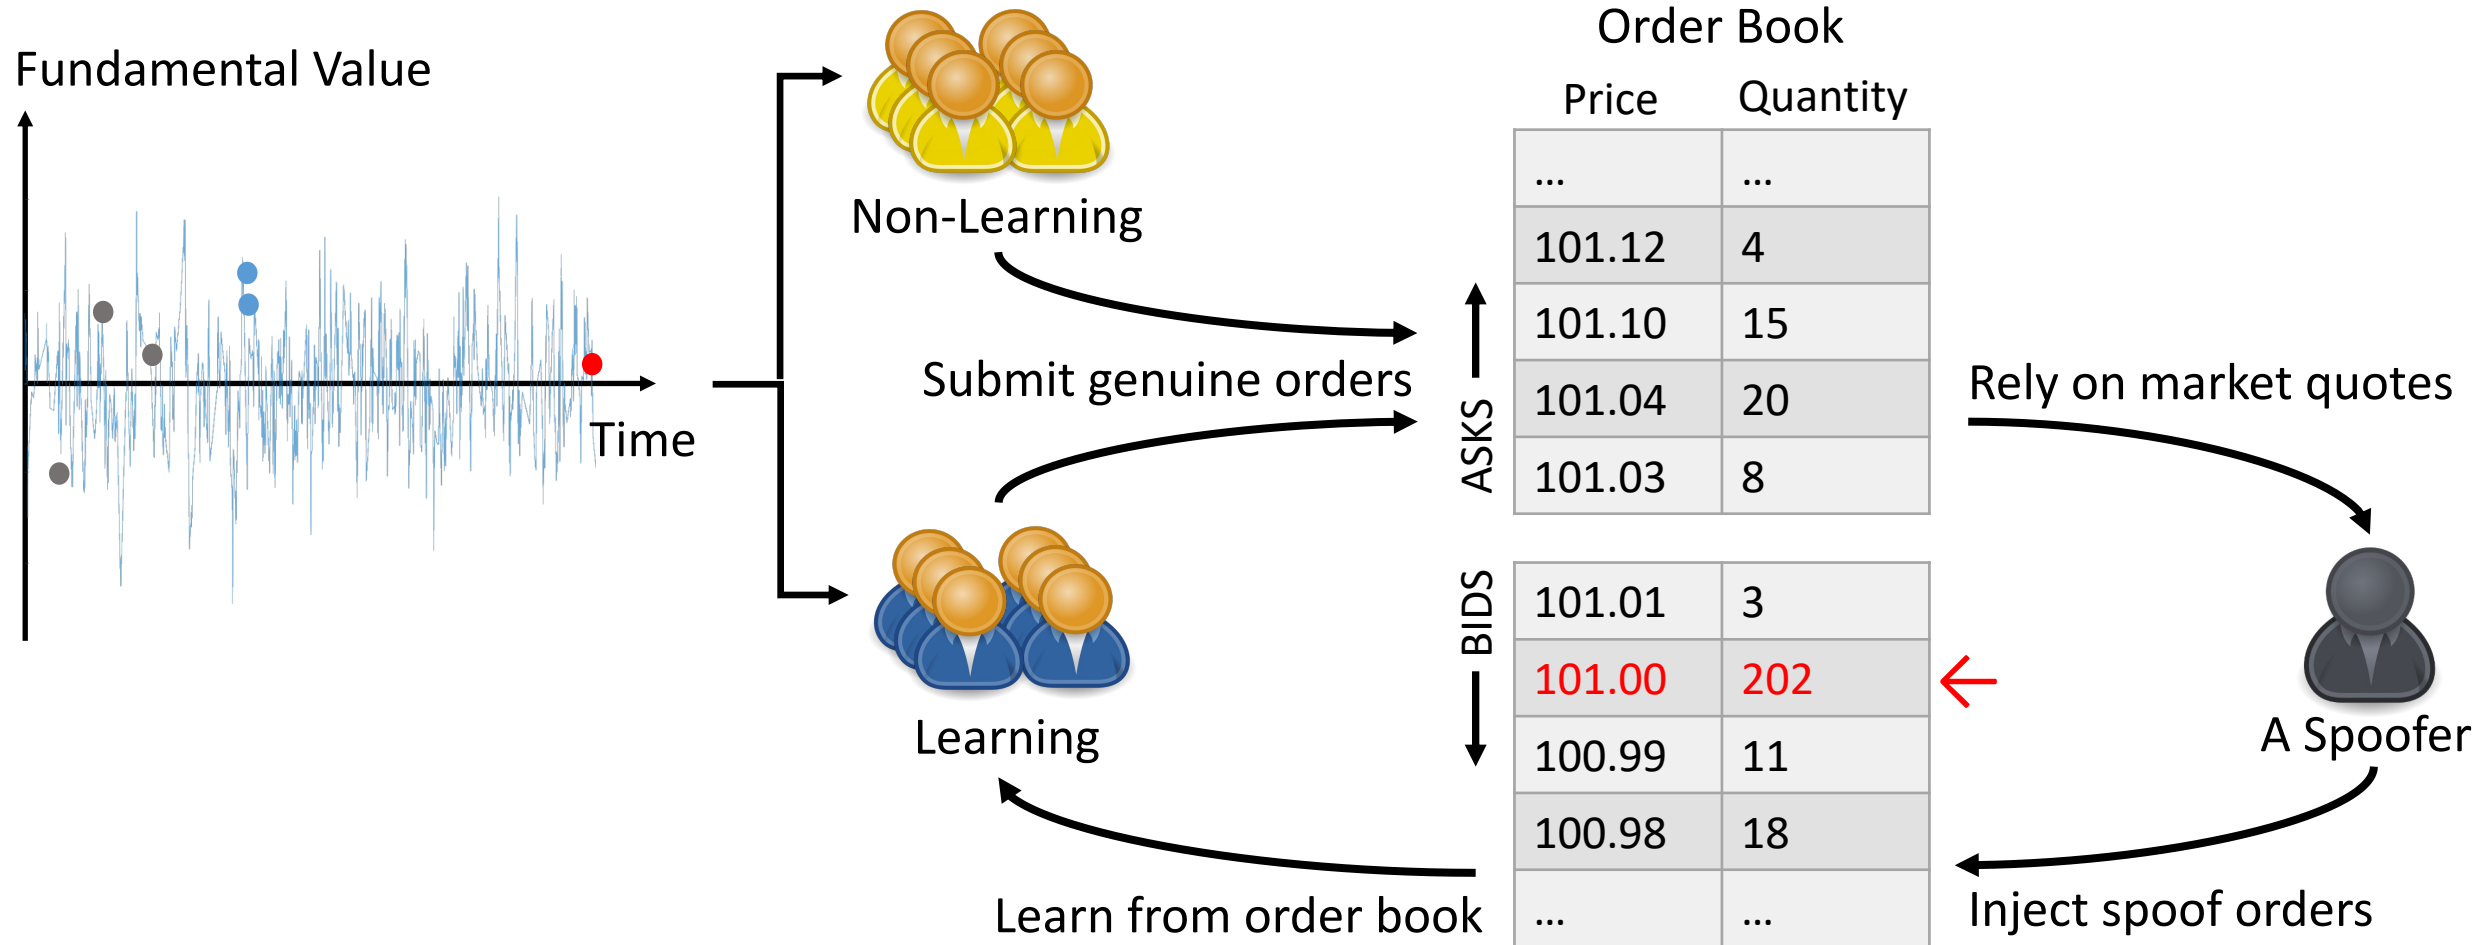 Fundamental Value
Time
Non-Learning
Submit genuine orders
Learning
Learn from order book
Order Book
Price Quantity
... ...
101.12 4
101.10 15
101.04 20
101.03 8
ASKS
BIDS
101.01 3
101.00 202
100.99 11
100.98 18
... ...
Rely on market quotes
A Spoofer
Inject spoof orders